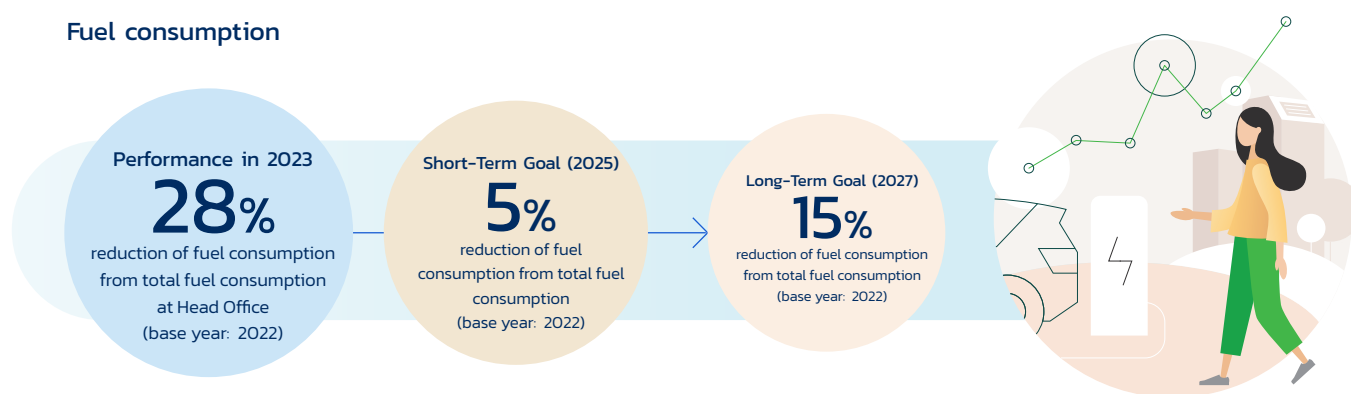 Fuel consumption
Performance in 2023
28%
reduction of fuel consumption
from total fuel consumption
at Head Office
(base year: 2022)
Short-Term Goal (2025)
5%
reduction of fuel
consumption from total fuel
consumption
(base year: 2022)
Long-Term Goal (2027)
15%
reduction of fuel consumption
from total fuel consumption
(base year: 2022)